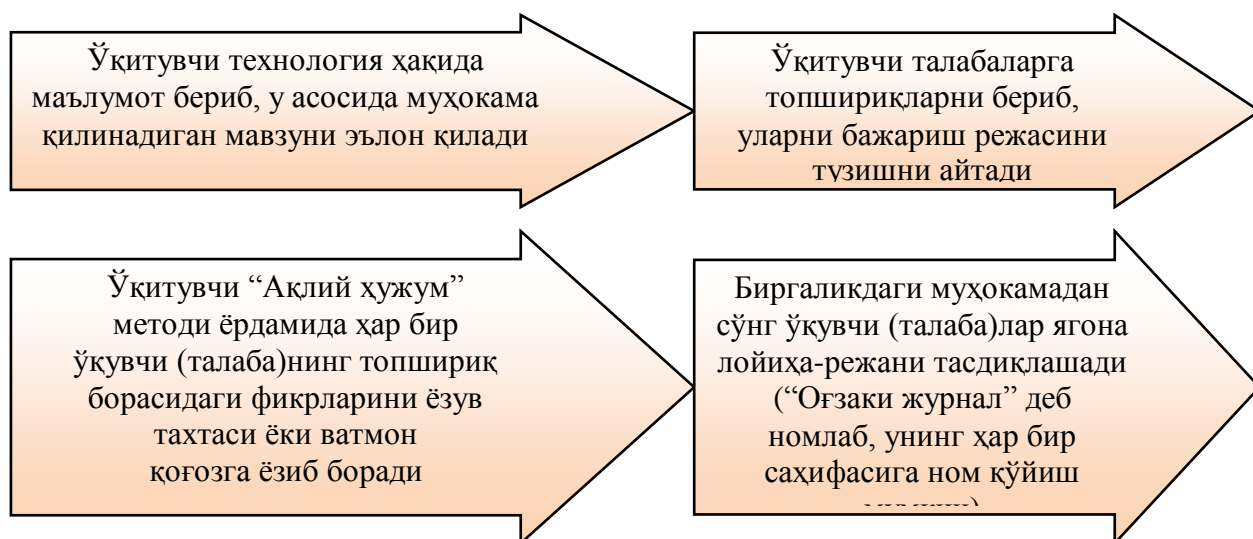 Ўқитувчи технология ҳақида
маълумот бериб, у асосида муҳокама
қилинадиган мавзуни эълон қилади
Ўқитувчи талабаларга
топшириқларни бериб,
уларни бажариш режасини
тузишни айтади
Ўқитувчи “Ақлий ҳужум”
методи ёрдамида ҳар бир
ўқувчи (талаба)нинг топшириқ
борасидаги фикрларини ёзув
тахтаси ёки ватмон
қоғозга ёзиб боради
Биргаликдаги муҳокамадан
сўнг ўқувчи (талаба)лар ягона
лойиҳа-режани тасдиқлашади
(“Оғзаки журнал” деб
номлаб, унинг ҳар бир
саҳифасига ном қўйиш